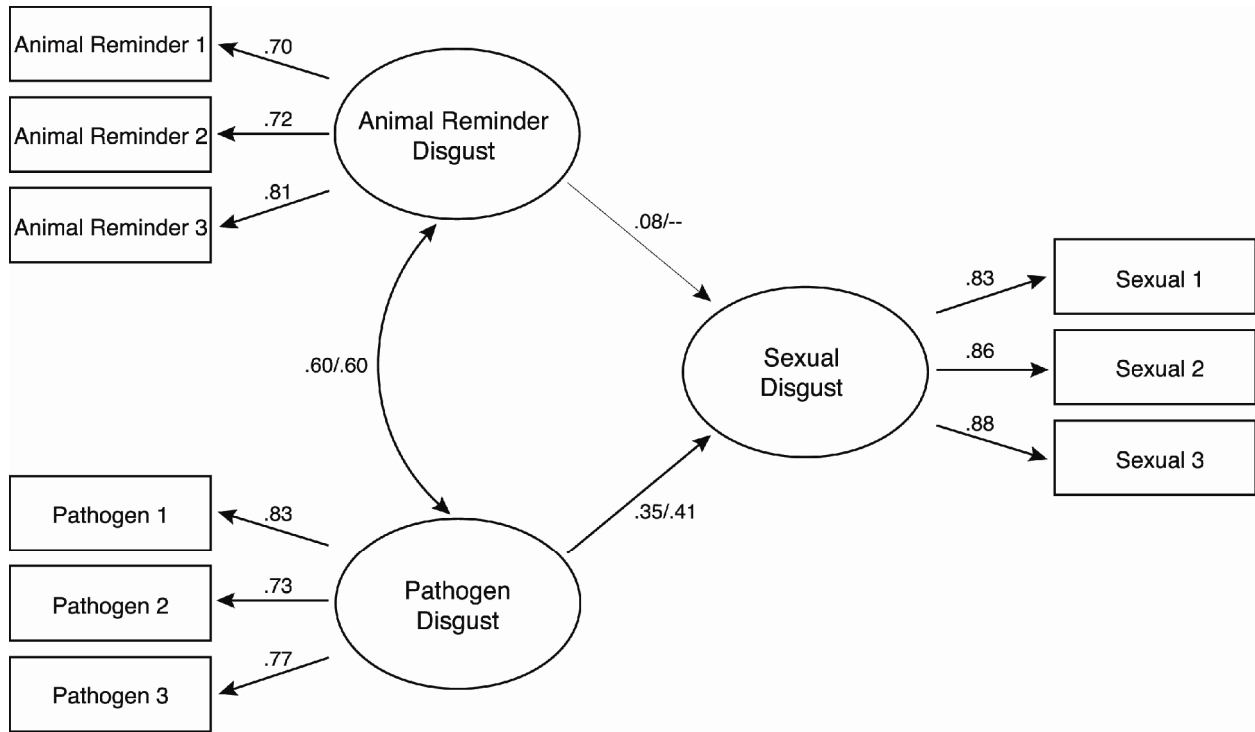 Animal Reminder 1
.70
Animal Reminder 2
.72
Animal Reminder 3
.81
Animal Reminder
Disgust
.08/--
.60/.60
Sexual
Disgust
.83
Sexual 1
.86
Sexual 2
.88
Sexual 3
Pathogen 1
.83
Pathogen 2
.73
Pathogen 3
.77
Pathogen
Disgust
.35/.41